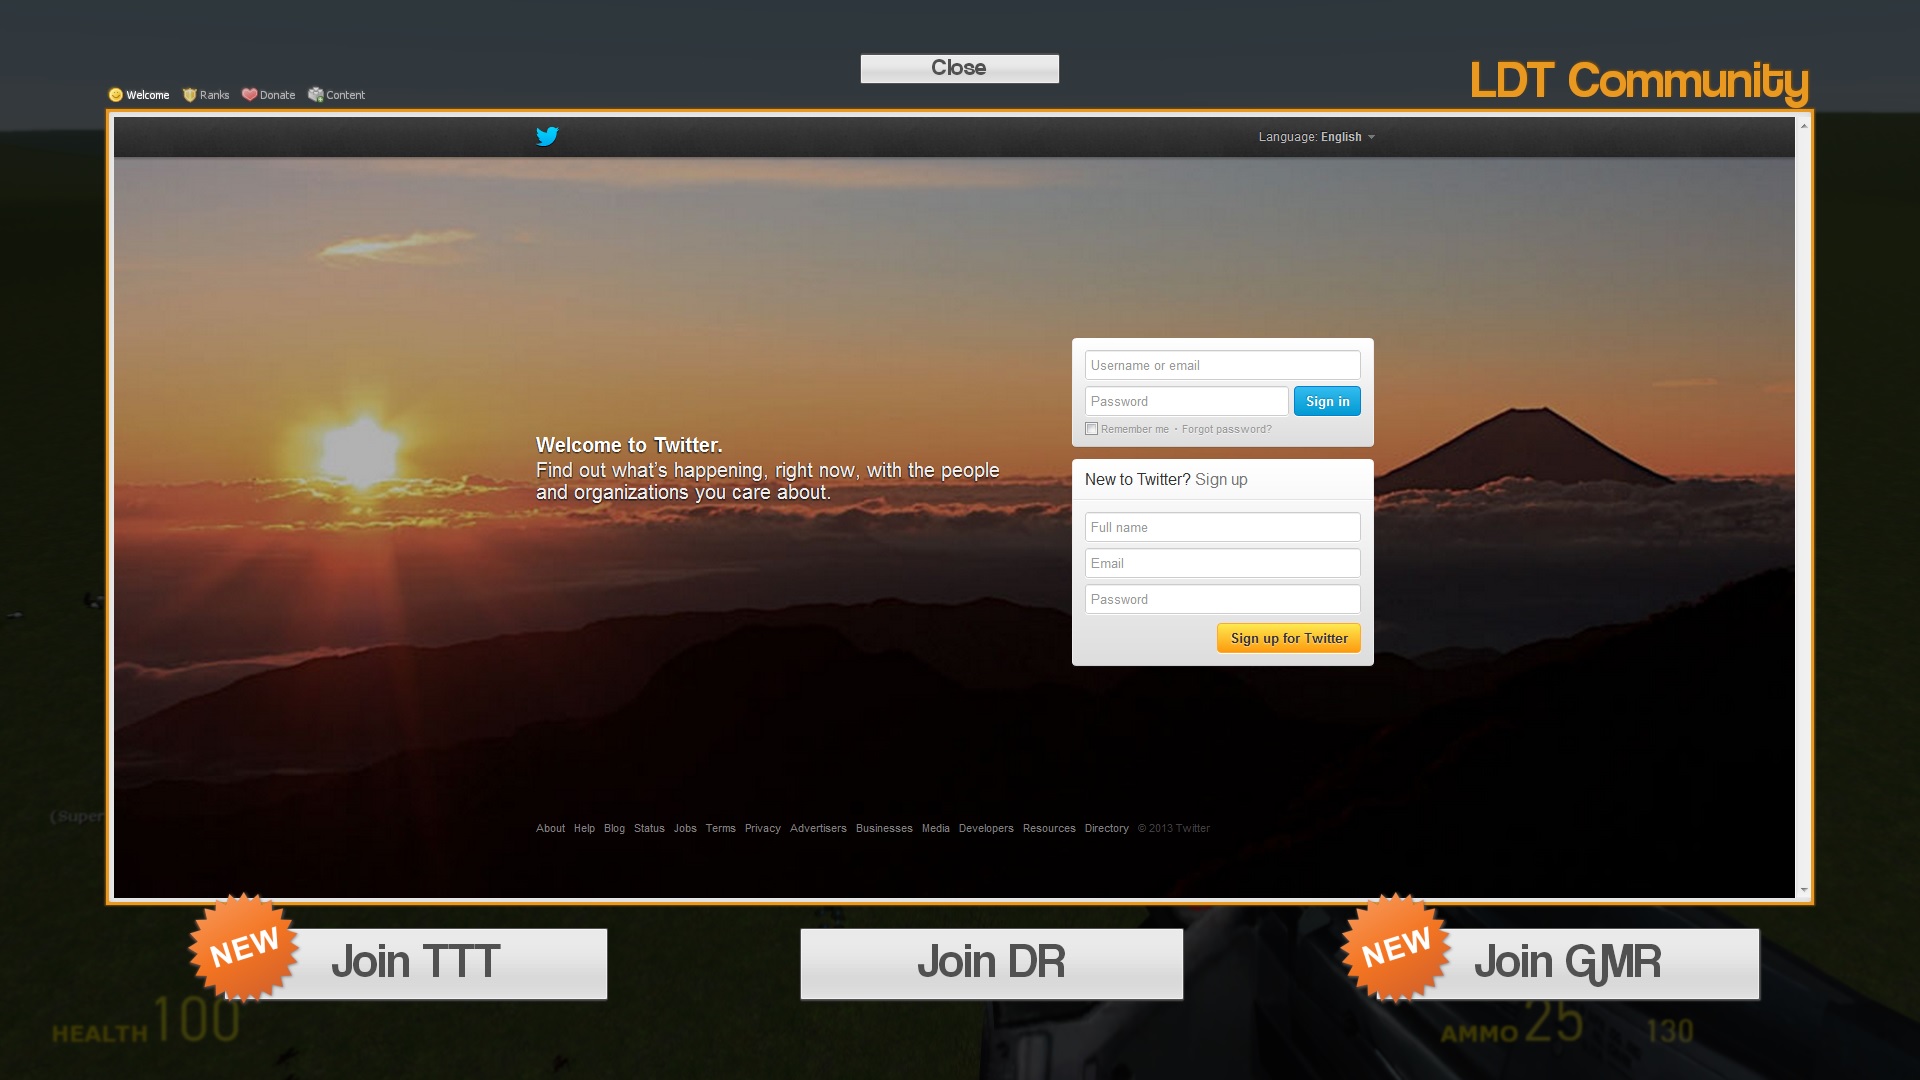 Close
LDT Community
Welcome Ranks Donate Content
Language: English
Username or email
Password Sign in
Remember me · Forgot password?
Welcome to Twitter.
Find out what's happening, right now, with the people
and organizations you care about.
New to Twitter? Sign up
Full name
Email
Password
Sign up for Twitter
(Super
About Help Blog Status Jobs Terms Privacy Advertisers Businesses Media Developers Resources Directory © 2013 Twitter
NEW Join TTT
Join DR
NEW Join GMR
HEALTH 100
AMMO 25 130